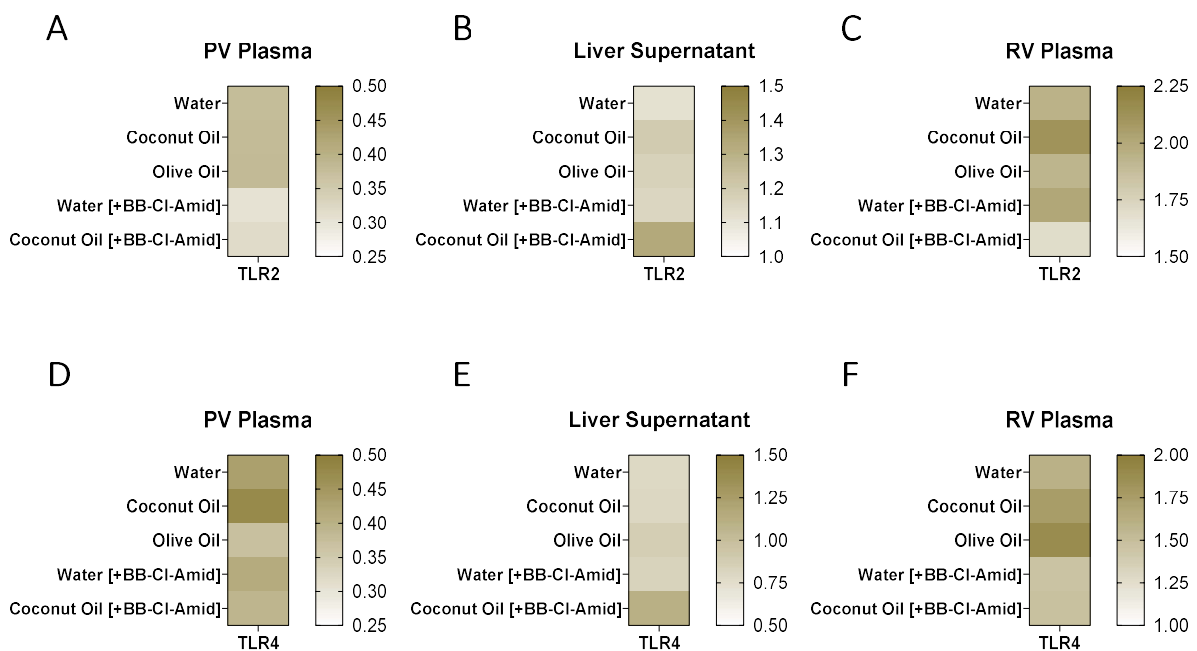 A
PV Plasma
Water
Coconut Oil
Olive Oil
Water [+BB-Cl-Amid]
Coconut Oil [+BB-Cl-Amid]
TLR2
0.50
0.45
0.40
0.35
0.30
0.25
B
Liver Supernatant
Water
Coconut Oil
Olive Oil
Water [+BB-Cl-Amid]
Coconut Oil [+BB-Cl-Amid]
TLR2
1.5
1.4
1.3
1.2
1.1
1.0
C
RV Plasma
Water
Coconut Oil
Olive Oil
Water [+BB-Cl-Amid]
Coconut Oil [+BB-Cl-Amid]
TLR2
2.25
2.00
1.75
1.50
D
PV Plasma
Water
Coconut Oil
Olive Oil
Water [+BB-Cl-Amid]
Coconut Oil [+BB-Cl-Amid]
TLR4
0.50
0.45
0.40
0.35
0.30
0.25
E
Liver Supernatant
Water
Coconut Oil
Olive Oil
Water [+BB-Cl-Amid]
Coconut Oil [+BB-Cl-Amid]
TLR4
1.50
1.25
1.00
0.75
0.50
F
RV Plasma
Water
Coconut Oil
Olive Oil
Water [+BB-Cl-Amid]
Coconut Oil [+BB-Cl-Amid]
TLR4
2.00
1.75
1.50
1.25
1.00